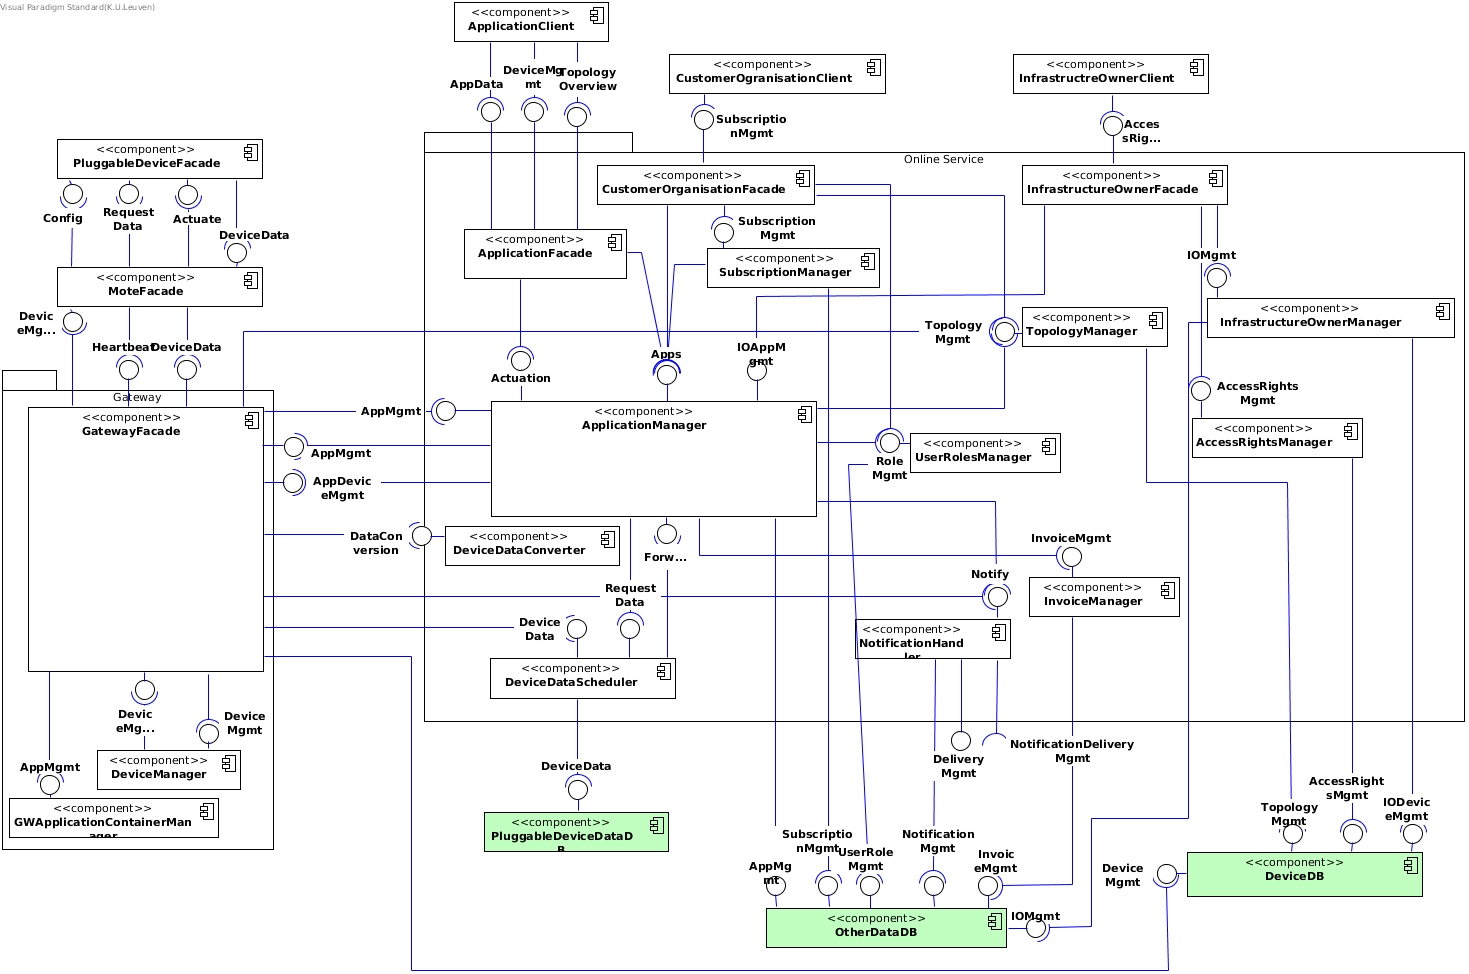 Visual Paradigm Standard(K.U.Leuven)
<<component>>
ApplicationClient
AppData
DeviceMg
mt
Topology
Overview
<<component>>
CustomerOgranisationClient
Subscriptio
nMgmt
<<component>>
InfrastructreOwnerClient
Acces
sRig...
<<component>>
PluggableDeviceFacade
Config
Request
Data
Actuate
DeviceData
<<component>>
MoteFacade
Devic
eMg...
Heartbeat
DeviceData
Online Service
<<component>>
CustomerOrganisationFacade
<<component>>
InfrastructureOwnerFacade
Subscription
Mgmt
<<component>>
ApplicationFacade
<<component>>
SubscriptionManager
IOMgmt
<<component>>
InfrastructureOwnerManager
Topology
Mgmt
<<component>>
TopologyManager
Actuation
Apps
IOAppM
gmt
AccessRights
Mgmt
<<component>>
AccessRightsManager
Gateway
<<component>>
GatewayFacade
AppMgmt
AppMgmt
AppDevic
eMgmt
<<component>>
ApplicationManager
Role
Mgmt
<<component>>
UserRolesManager
DataCon
version
<<component>>
DeviceDataConverter
Forw...
InvoiceMgmt
<<component>>
InvoiceManager
Notify
Request
Data
Device
Data
<<component>>
NotificationHand
ler
<<component>>
DeviceDataScheduler
Devic
eMg...
Device
Mgmt
<<component>>
DeviceManager
AppMgmt
<<component>>
GWApplicationContainerMan
ager
DeviceData
<<component>>
PluggableDeviceDataD
B
Delivery
Mgmt
NotificationDelivery
Mgmt
AppMg
mt
Subscriptio
nMgmt
UserRole
Mgmt
Notification
Mgmt
Invoic
eMgmt
<<component>>
OtherDataDB
IOMgmt
Device
Mgmt
Topology
Mgmt
AccessRight
sMgmt
IODevic
eMgmt
<<component>>
DeviceDB